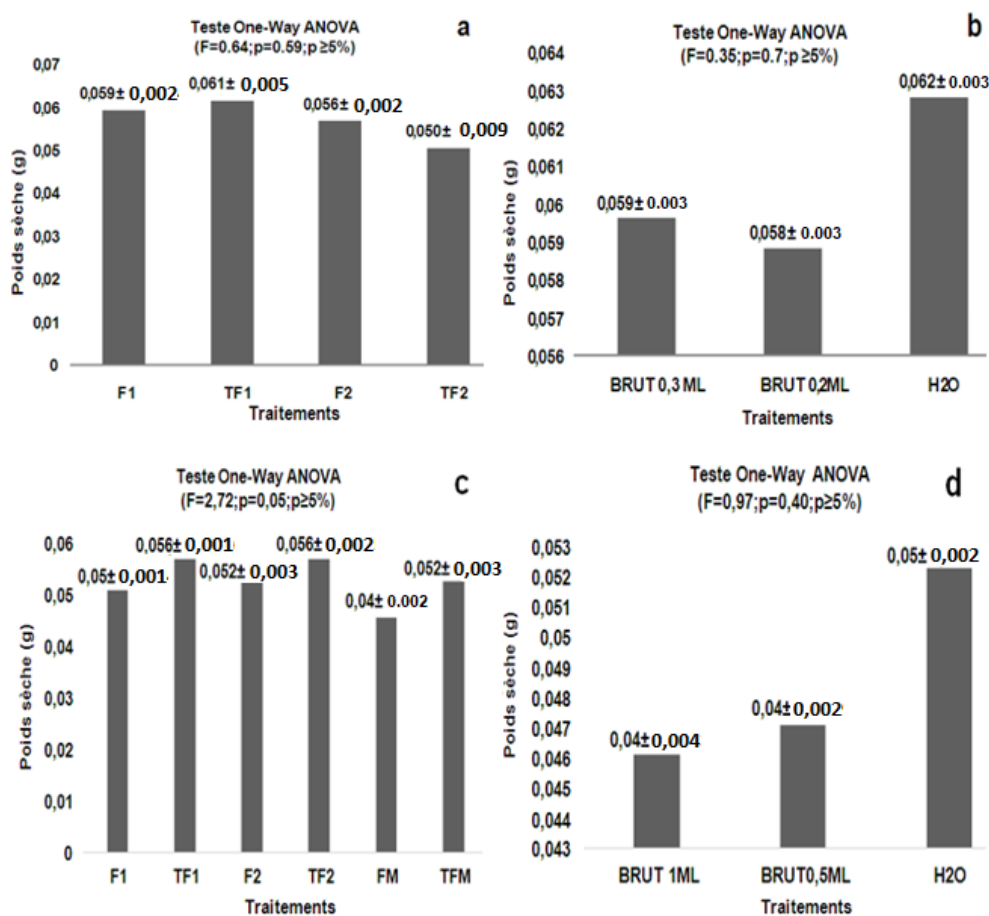 Teste One-Way ANOVA
(F=0.64;p=0.59;p ≥5%)
a
0,07
0,06
0,05
0,04
0,03
0,02
0,01
0
Poids sèche (g)
0,059± 0,002
0,061± 0,005
0,056± 0,002
0,050± 0,009
F1
TF1
F2
TF2
Traitements
Teste One-Way ANOVA
(F=0.35;p=0.7;p ≥5%)
b
0,064
0,063
0,062
0,061
0,06
0,059
0,058
0,057
0,056
Poids sèche (g)
0,059± 0.003
0,058± 0.003
0,062± 0.003
BRUT 0,3 ML
BRUT 0,2ML
H2O
Traitements
Teste One-Way ANOVA
(F=2,72;p=0,05;p≥5%)
c
0,06
0,05
0,04
0,03
0,02
0,01
0
Poids sèche (g)
0,05± 0,001
0,056± 0,001
0,052± 0,003
0,056± 0,002
0,04± 0.002
0,052± 0,003
F1
TF1
F2
TF2
FM
TFM
Traitements
Teste One-Way ANOVA
(F=0,97;p=0,40;p≥5%)
d
0,053
0,052
0,051
0,05
0,049
0,048
0,047
0,046
0,045
0,044
0,043
Poids sèche (g)
0,04± 0,004
0,04± 0,002
0,05± 0,002
BRUT 1ML
BRUT0,5ML
H2O
Traitements